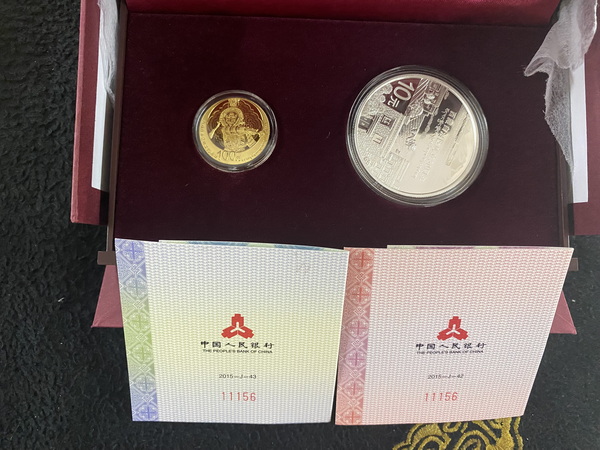 100元
10元
中国人民银行
THE PEOPLE'S BANK OF CHINA
2015—J—43
11156
中国人民银行
THE PEOPLE'S BANK OF CHINA
2015—J—42
11156